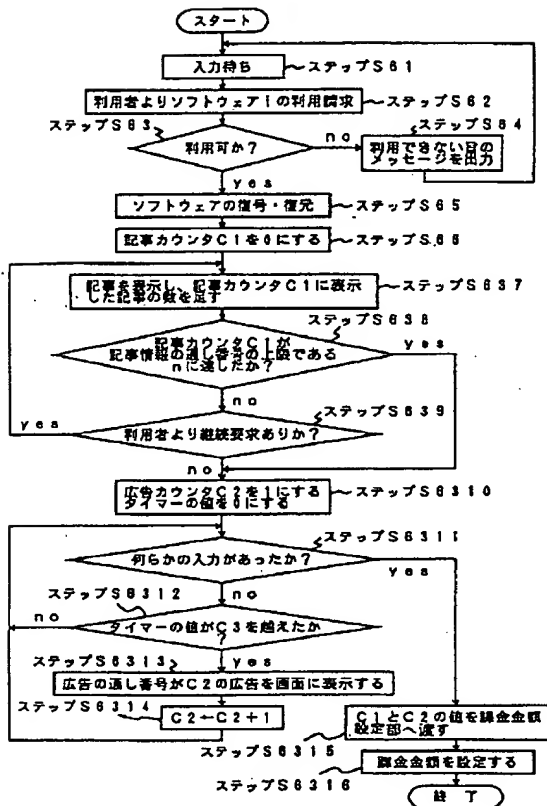 スタート
入力待ち
ステップS61
利用者よりソフトウェアiの利用請求
ステップS62
ステップS63
利用可か?
no
ステップS64
利用できない旨の
メッセージを出力
yes
ソフトウェアの復号・復元
ステップS65
記事カウンタC1を0にする
ステップS66
記事を表示し、記事カウンタC1に表示
した記事の数を足す
ステップS637
ステップS638
記事カウンタC1が
記事情報の通し番号の上限である
nに達したか?
yes
no
ステップS639
yes
利用者より継続要求ありか?
no
広告カウンタC2を1にする
タイマーの値を0にする
ステップS6310
ステップS6311
何らかの入力があったか?
yes
ステップS6312
no
no
タイマーの値がC3を越えたか
?
ステップS6313
yes
広告の通し番号がC2の広告を画面に表示する
ステップS6314
C2←C2+1
C1とC2の値を課金金額
設定部へ渡す
ステップS6315
課金金額を設定する
ステップS6316
終了